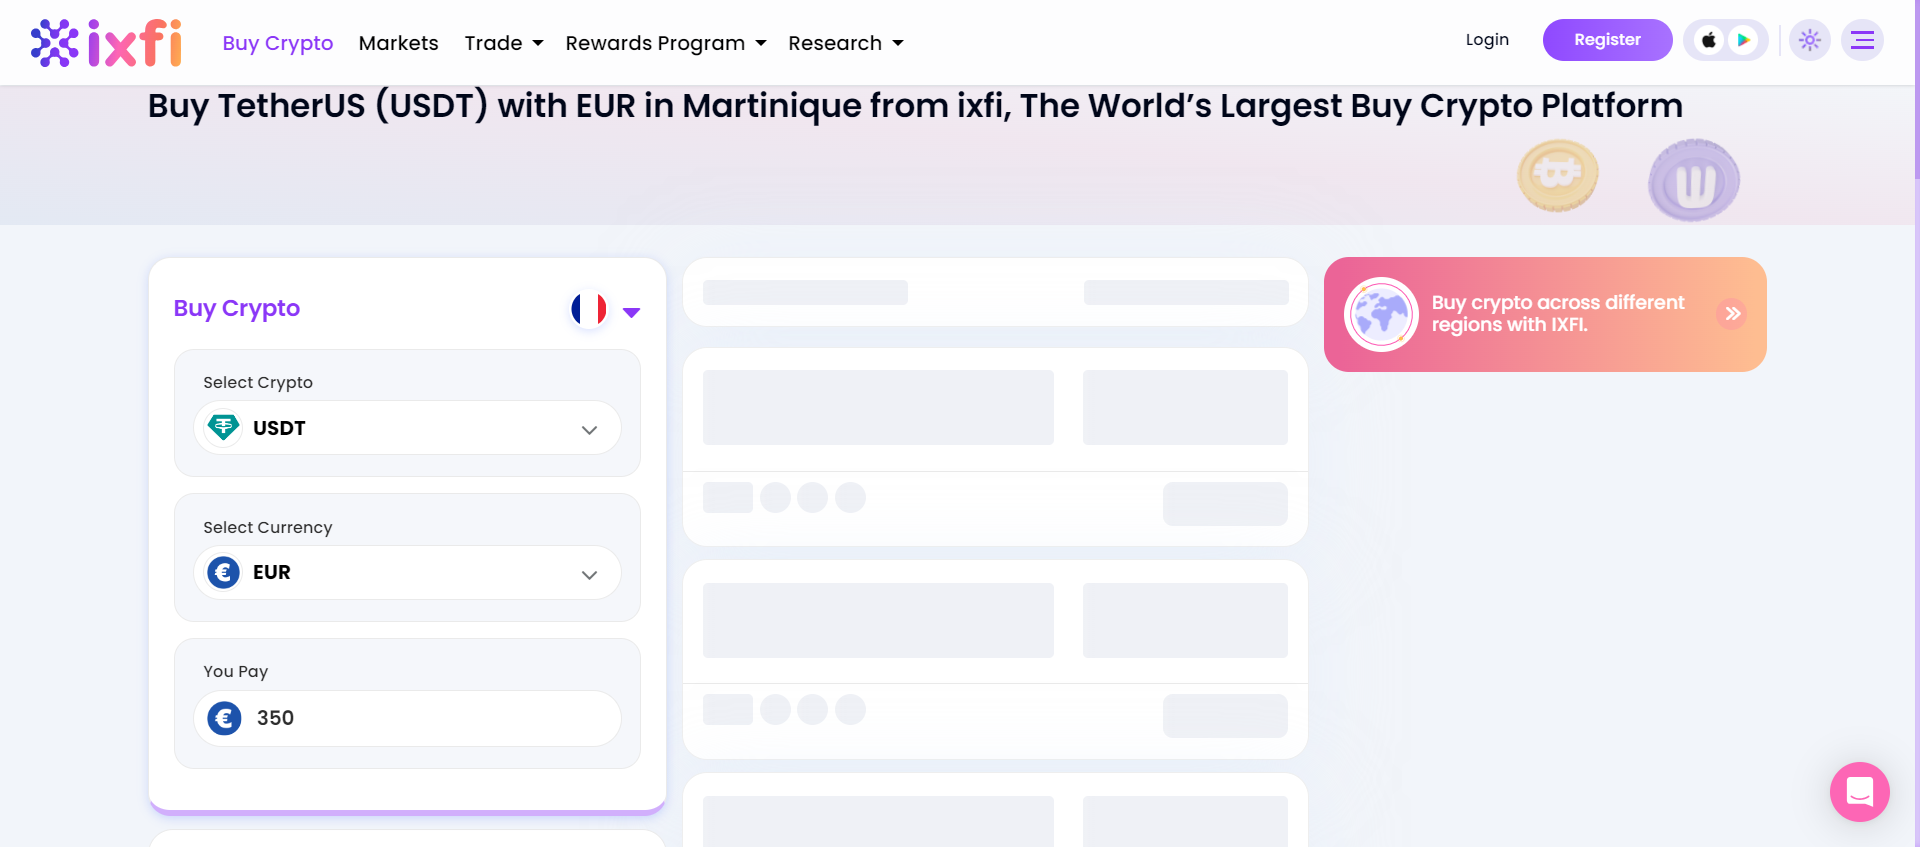 ixfi
Buy Crypto
Markets
Trade
Rewards Program
Research
Login
Register
Buy TetherUS (USDT) with EUR in Martinique from ixfi, The World’s Largest Buy Crypto Platform
Buy Crypto
Select Crypto
USDT
Select Currency
€ EUR
You Pay
€ 350
Buy crypto across different
regions with IXFI.